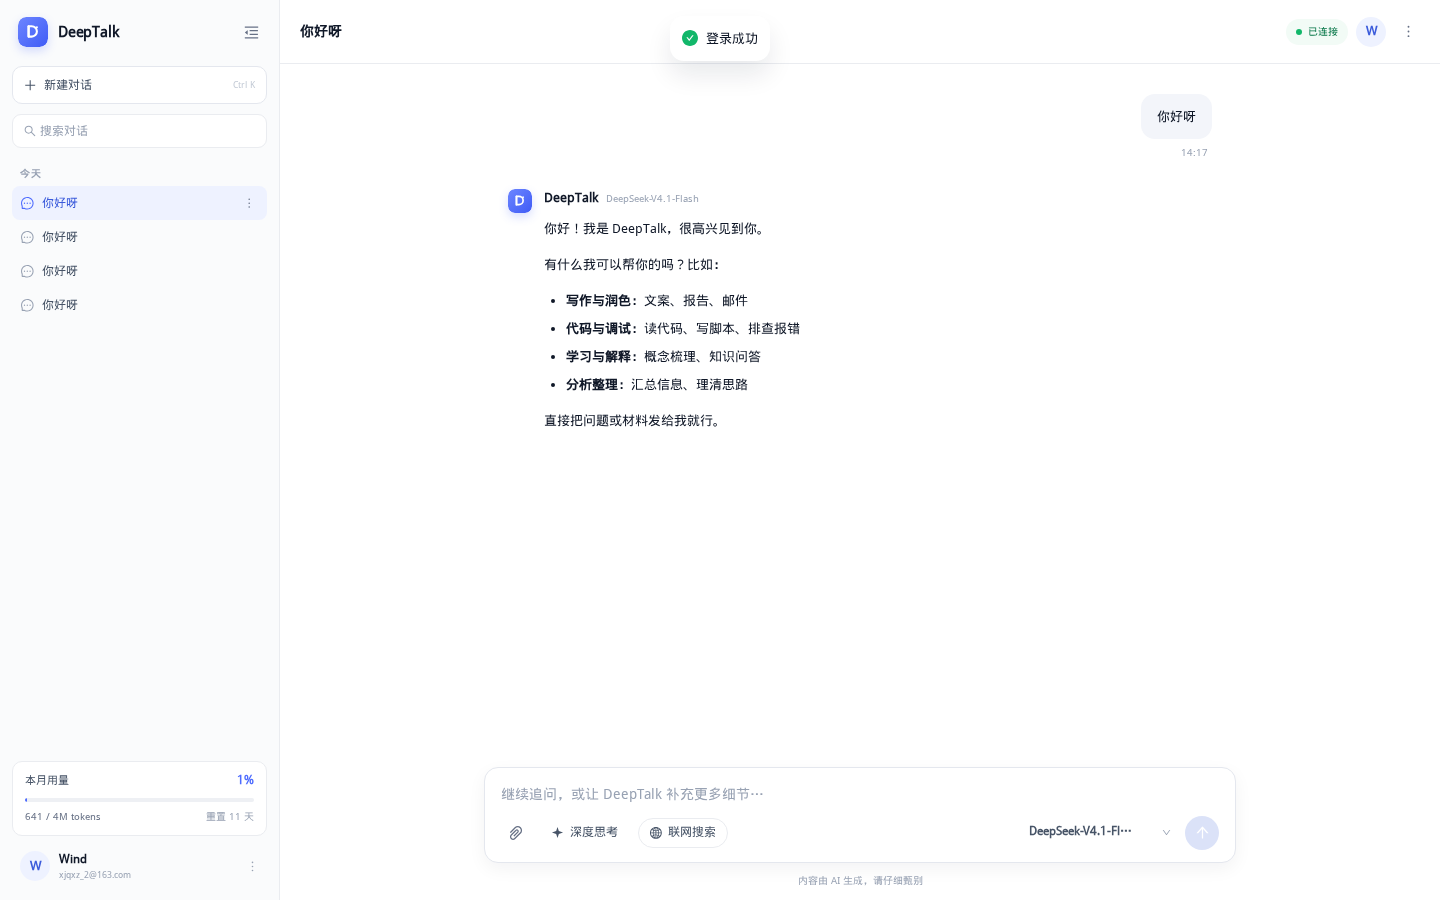 DeepTalk
新建对话 Ctrl K
搜索对话
今天
你好呀
你好呀
你好呀
你好呀
本月用量 1%
641 / 4M tokens 重置 11 天
W
Wind
xjqxz_2@163.com
你好呀
登录成功
已连接
W
你好呀
14:17
DeepTalk DeepSeek-V4.1-Flash
你好！我是 DeepTalk，很高兴见到你。
有什么我可以帮你的吗？比如：
• 写作与润色：文案、报告、邮件
• 代码与调试：读代码、写脚本、排查报错
• 学习与解释：概念梳理、知识问答
• 分析整理：汇总信息、理清思路
直接把问题或材料发给我就行。
继续追问，或让 DeepTalk 补充更多细节…
深度思考 联网搜索 DeepSeek-V4.1-Fl…
内容由 AI 生成，请仔细甄别